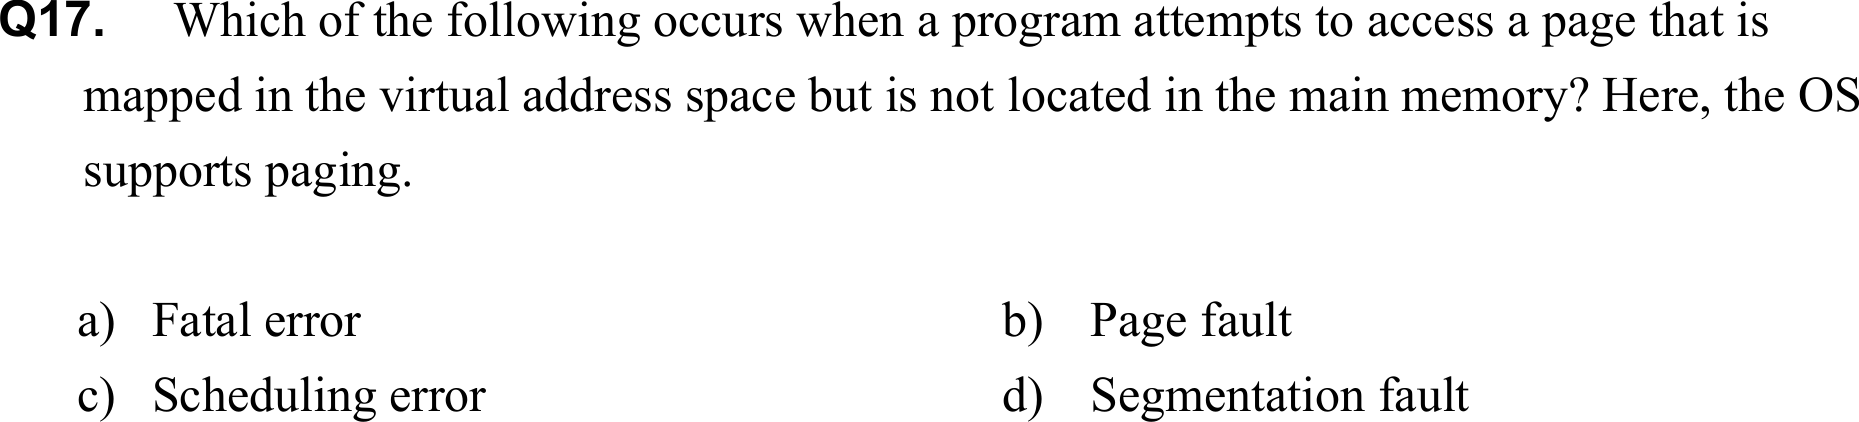 Q17. Which of the following occurs when a program attempts to access a page that is
mapped in the virtual address space but is not located in the main memory? Here, the OS
supports paging.
a) Fatal error b) Page fault
c) Scheduling error d) Segmentation fault